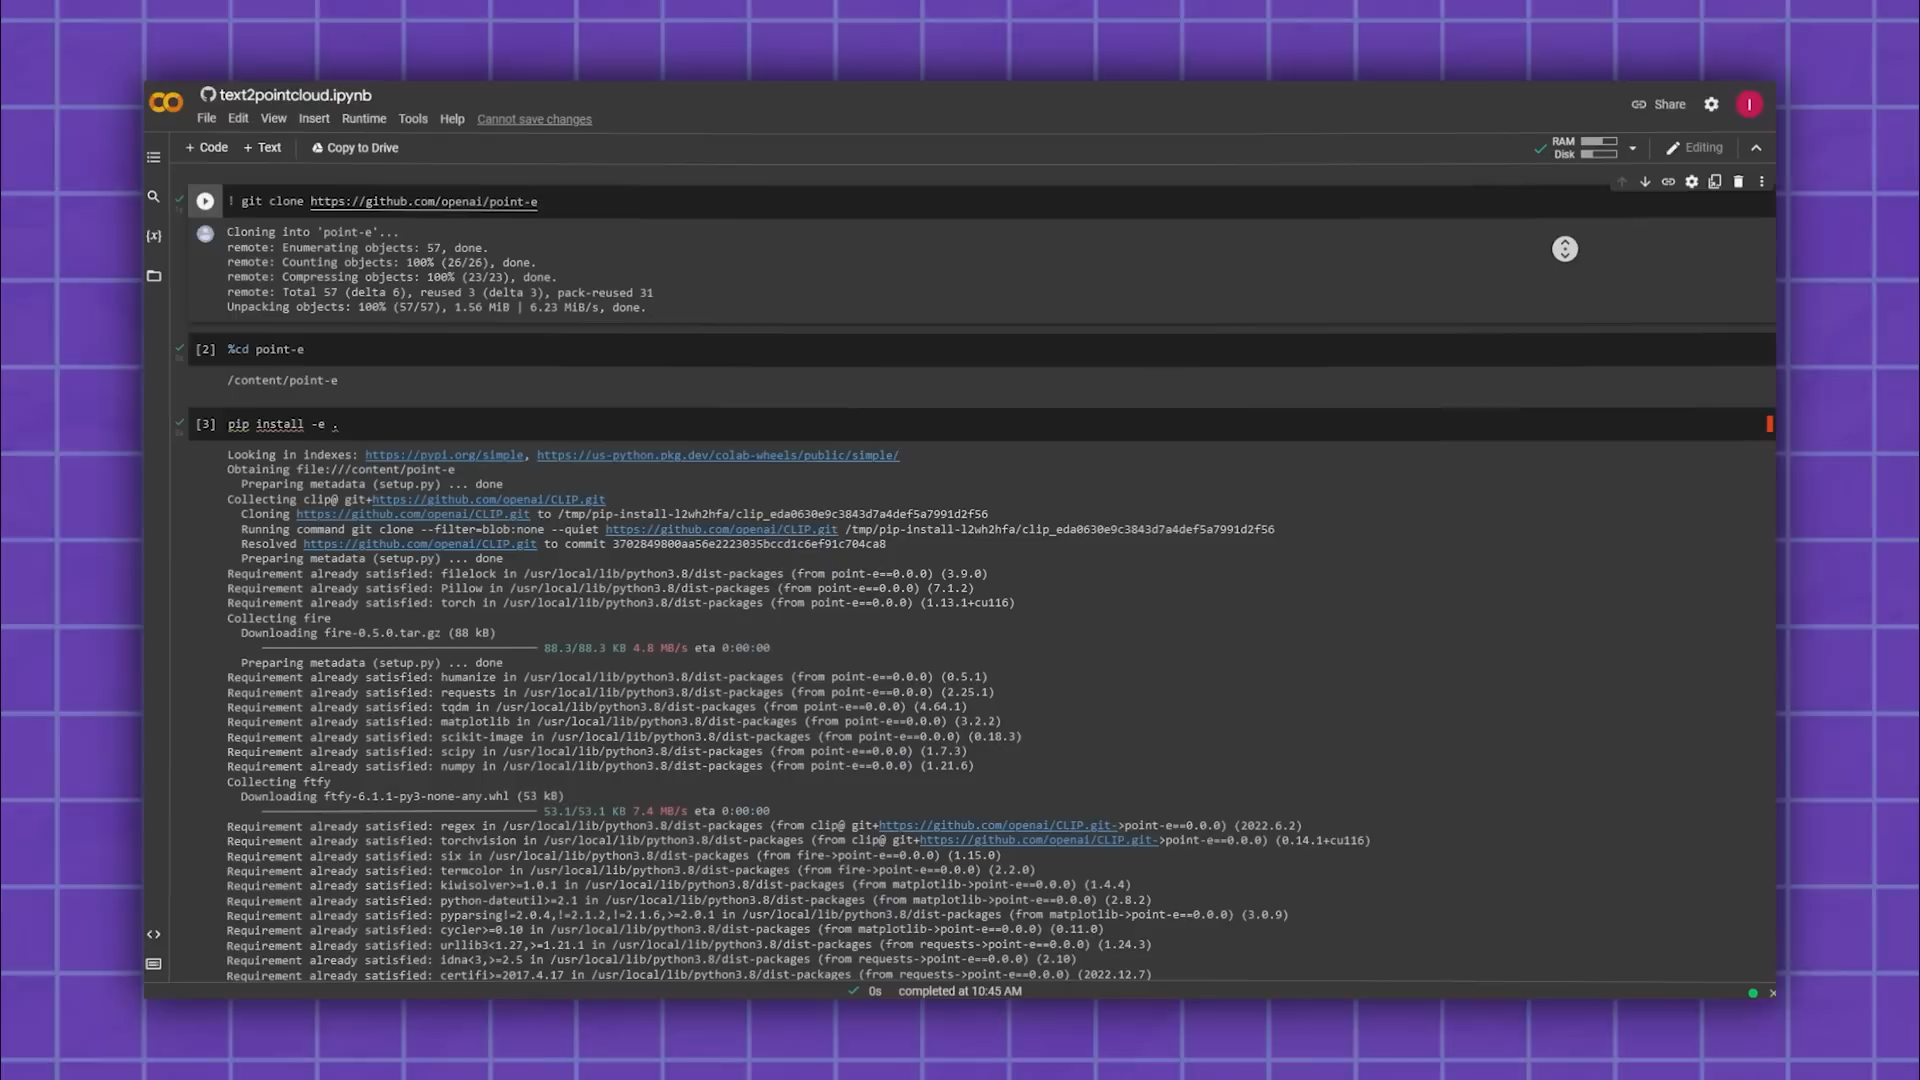 text2pointcloud.ipynb
File Edit View Insert Runtime Tools Help Cannot save changes
Share
I
+ Code + Text Copy to Drive
RAM
Disk
Editing
! git clone https://github.com/openai/point-e
Cloning into 'point-e'...
remote: Enumerating objects: 57, done.
remote: Counting objects: 100% (26/26), done.
remote: Compressing objects: 100% (23/23), done.
remote: Total 57 (delta 6), reused 3 (delta 3), pack-reused 31
Unpacking objects: 100% (57/57), 1.56 MiB | 6.23 MiB/s, done.
[2] %cd point-e
/content/point-e
[3] pip install -e .
Looking in indexes: https://pypi.org/simple, https://us-python.pkg.dev/colab-wheels/public/simple/
Obtaining file:///content/point-e
Preparing metadata (setup.py) ... done
Collecting clip@ git+https://github.com/openai/CLIP.git
Cloning https://github.com/openai/CLIP.git to /tmp/pip-install-l2wh2hfa/clip_eda0630e9c3843d7a4def5a7991d2f56
Running command git clone --filter=blob:none --quiet https://github.com/openai/CLIP.git /tmp/pip-install-l2wh2hfa/clip_eda0630e9c3843d7a4def5a7991d2f56
Resolved https://github.com/openai/CLIP.git to commit 3702849800aa56e2223035bccd1c6ef91c704ca8
Preparing metadata (setup.py) ... done
Requirement already satisfied: filelock in /usr/local/lib/python3.8/dist-packages (from point-e==0.0.0) (3.9.0)
Requirement already satisfied: Pillow in /usr/local/lib/python3.8/dist-packages (from point-e==0.0.0) (7.1.2)
Requirement already satisfied: torch in /usr/local/lib/python3.8/dist-packages (from point-e==0.0.0) (1.13.1+cu116)
Collecting fire
Downloading fire-0.5.0.tar.gz (88 kB)
88.3/88.3 KB 4.8 MB/s eta 0:00:00
Preparing metadata (setup.py) ... done
Requirement already satisfied: humanize in /usr/local/lib/python3.8/dist-packages (from point-e==0.0.0) (0.5.1)
Requirement already satisfied: requests in /usr/local/lib/python3.8/dist-packages (from point-e==0.0.0) (2.25.1)
Requirement already satisfied: tqdm in /usr/local/lib/python3.8/dist-packages (from point-e==0.0.0) (4.64.1)
Requirement already satisfied: matplotlib in /usr/local/lib/python3.8/dist-packages (from point-e==0.0.0) (3.2.2)
Requirement already satisfied: scikit-image in /usr/local/lib/python3.8/dist-packages (from point-e==0.0.0) (0.18.3)
Requirement already satisfied: scipy in /usr/local/lib/python3.8/dist-packages (from point-e==0.0.0) (1.7.3)
Requirement already satisfied: numpy in /usr/local/lib/python3.8/dist-packages (from point-e==0.0.0) (1.21.6)
Collecting ftfy
Downloading ftfy-6.1.1-py3-none-any.whl (53 kB)
53.1/53.1 KB 7.4 MB/s eta 0:00:00
Requirement already satisfied: regex in /usr/local/lib/python3.8/dist-packages (from clip@ git+https://github.com/openai/CLIP.git->point-e==0.0.0) (2022.6.2)
Requirement already satisfied: torchvision in /usr/local/lib/python3.8/dist-packages (from clip@ git+https://github.com/openai/CLIP.git->point-e==0.0.0) (0.14.1+cu116)
Requirement already satisfied: six in /usr/local/lib/python3.8/dist-packages (from fire->point-e==0.0.0) (1.15.0)
Requirement already satisfied: termcolor in /usr/local/lib/python3.8/dist-packages (from fire->point-e==0.0.0) (2.2.0)
Requirement already satisfied: kiwisolver>=1.0.1 in /usr/local/lib/python3.8/dist-packages (from matplotlib->point-e==0.0.0) (1.4.4)
Requirement already satisfied: python-dateutil>=2.1 in /usr/local/lib/python3.8/dist-packages (from matplotlib->point-e==0.0.0) (2.8.2)
Requirement already satisfied: pyparsing!=2.0.4,!=2.1.2,!=2.1.6,>=2.0.1 in /usr/local/lib/python3.8/dist-packages (from matplotlib->point-e==0.0.0) (3.0.9)
Requirement already satisfied: cycler>=0.10 in /usr/local/lib/python3.8/dist-packages (from matplotlib->point-e==0.0.0) (0.11.0)
Requirement already satisfied: urllib3<1.27,>=1.21.1 in /usr/local/lib/python3.8/dist-packages (from requests->point-e==0.0.0) (1.24.3)
Requirement already satisfied: idna<3,>=2.5 in /usr/local/lib/python3.8/dist-packages (from requests->point-e==0.0.0) (2.10)
Requirement already satisfied: certifi>=2017.4.17 in /usr/local/lib/python3.8/dist-packages (from requests->point-e==0.0.0) (2022.12.7)
0s completed at 10:45 AM